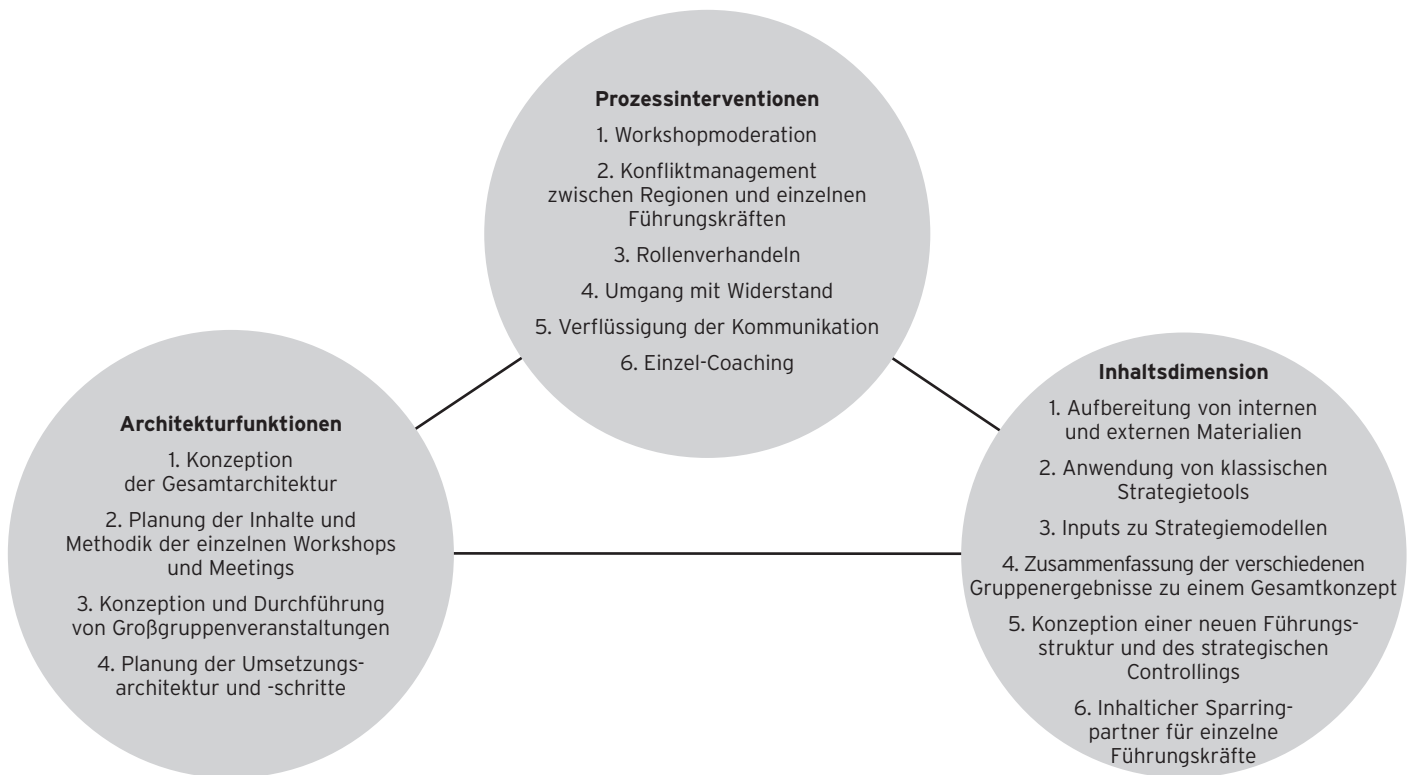 Prozessinterventionen
1. Workshopmoderation
2. Konfliktmanagement
zwischen Regionen und einzelnen
Führungskräften
3. Rollenverhandeln
4. Umgang mit Widerstand
5. Verflüssigung der Kommunikation
6. Einzel-Coaching
Architekturfunktionen
1. Konzeption
der Gesamtarchitektur
2. Planung der Inhalte und
Methodik der einzelnen Workshops
und Meetings
3. Konzeption und Durchführung
von Großgruppenveranstaltungen
4. Planung der Umsetzungs-
architektur und -schritte
Inhaltsdimension
1. Aufbereitung von internen
und externen Materialien
2. Anwendung von klassischen
Strategietools
3. Inputs zu Strategiemodellen
4. Zusammenfassung der verschiedenen
Gruppenergebnisse zu einem Gesamtkonzept
5. Konzeption einer neuen Führungs-
struktur und des strategischen
Controllings
6. Inhalticher Sparring-
partner für einzelne
Führungskräfte